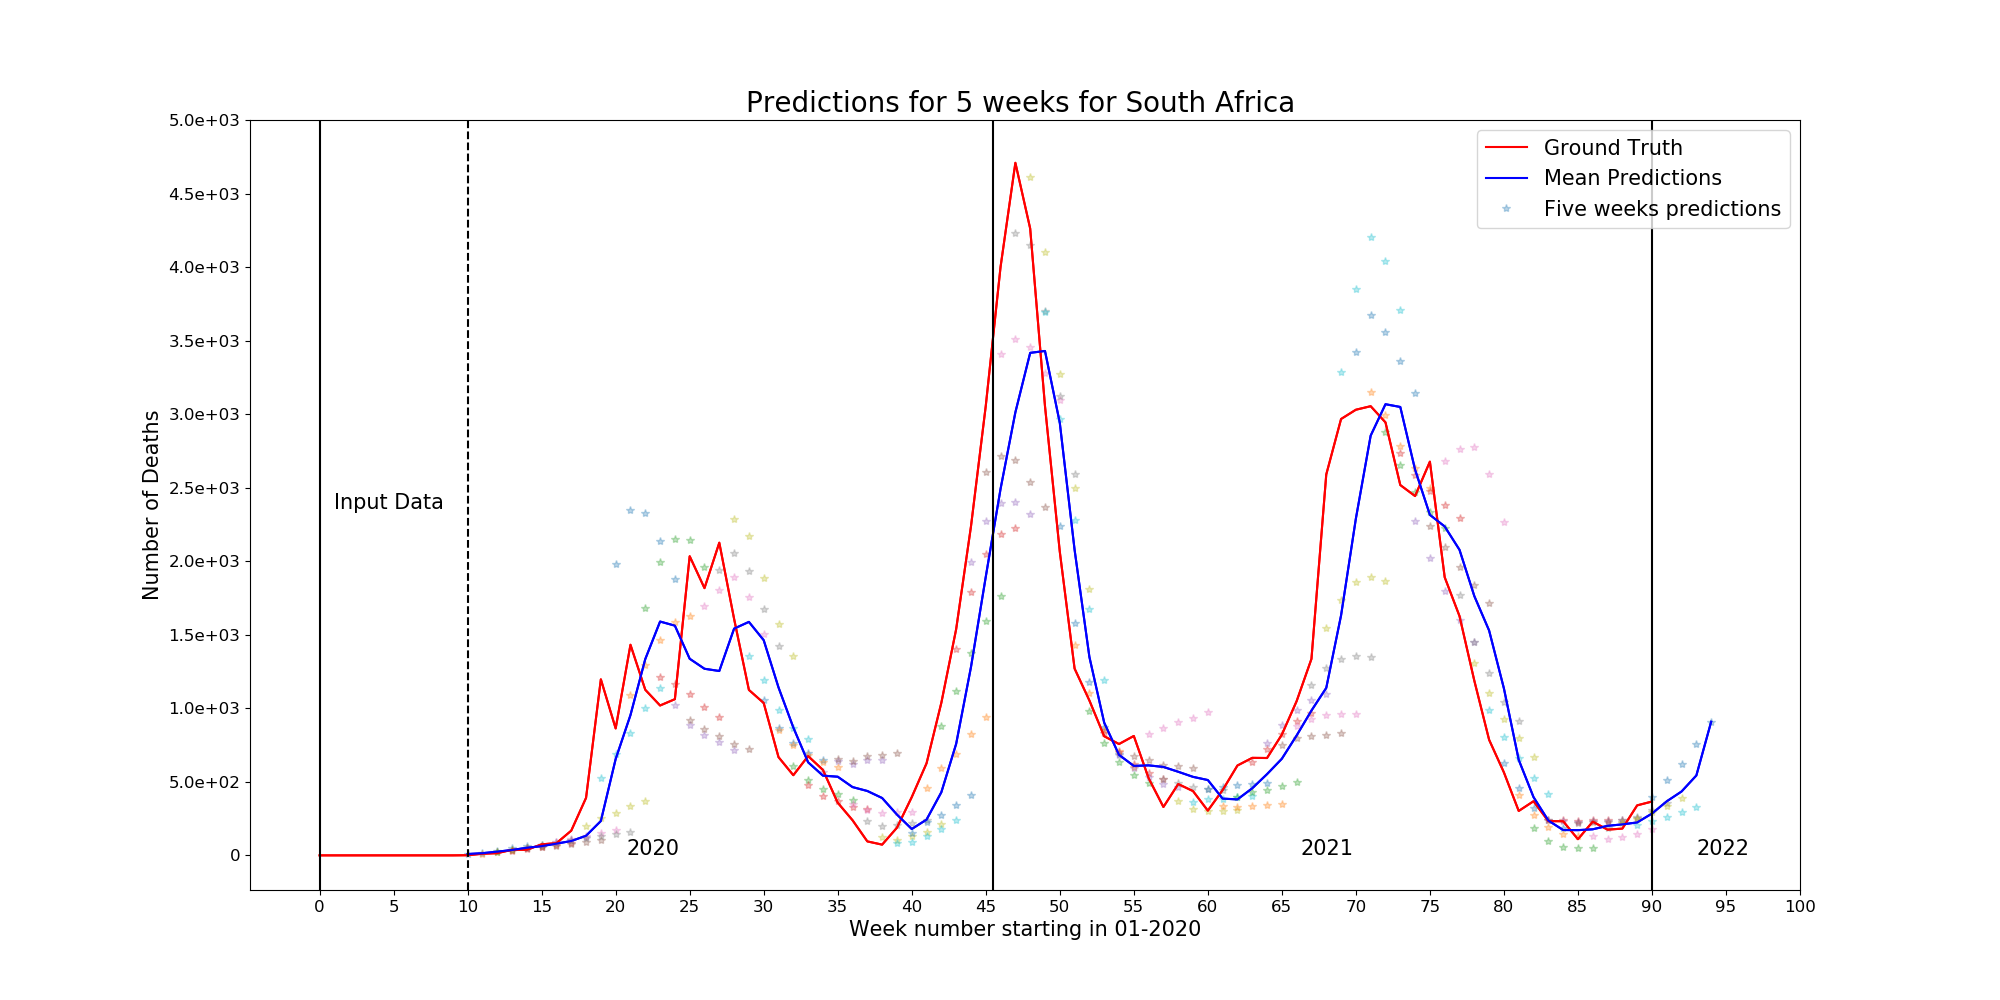 Predictions for 5 weeks for South Africa
5.0e+03
4.5e+03
4.0e+03
3.5e+03
3.0e+03
2.5e+03
2.0e+03
1.5e+03
1.0e+03
5.0e+02
0
Number of Deaths
Ground Truth
Mean Predictions
Five weeks predictions
Input Data
2020
2021
2022
0 5 10 15 20 25 30 35 40 45 50 55 60 65 70 75 80 85 90 95 100
Week number starting in 01-2020